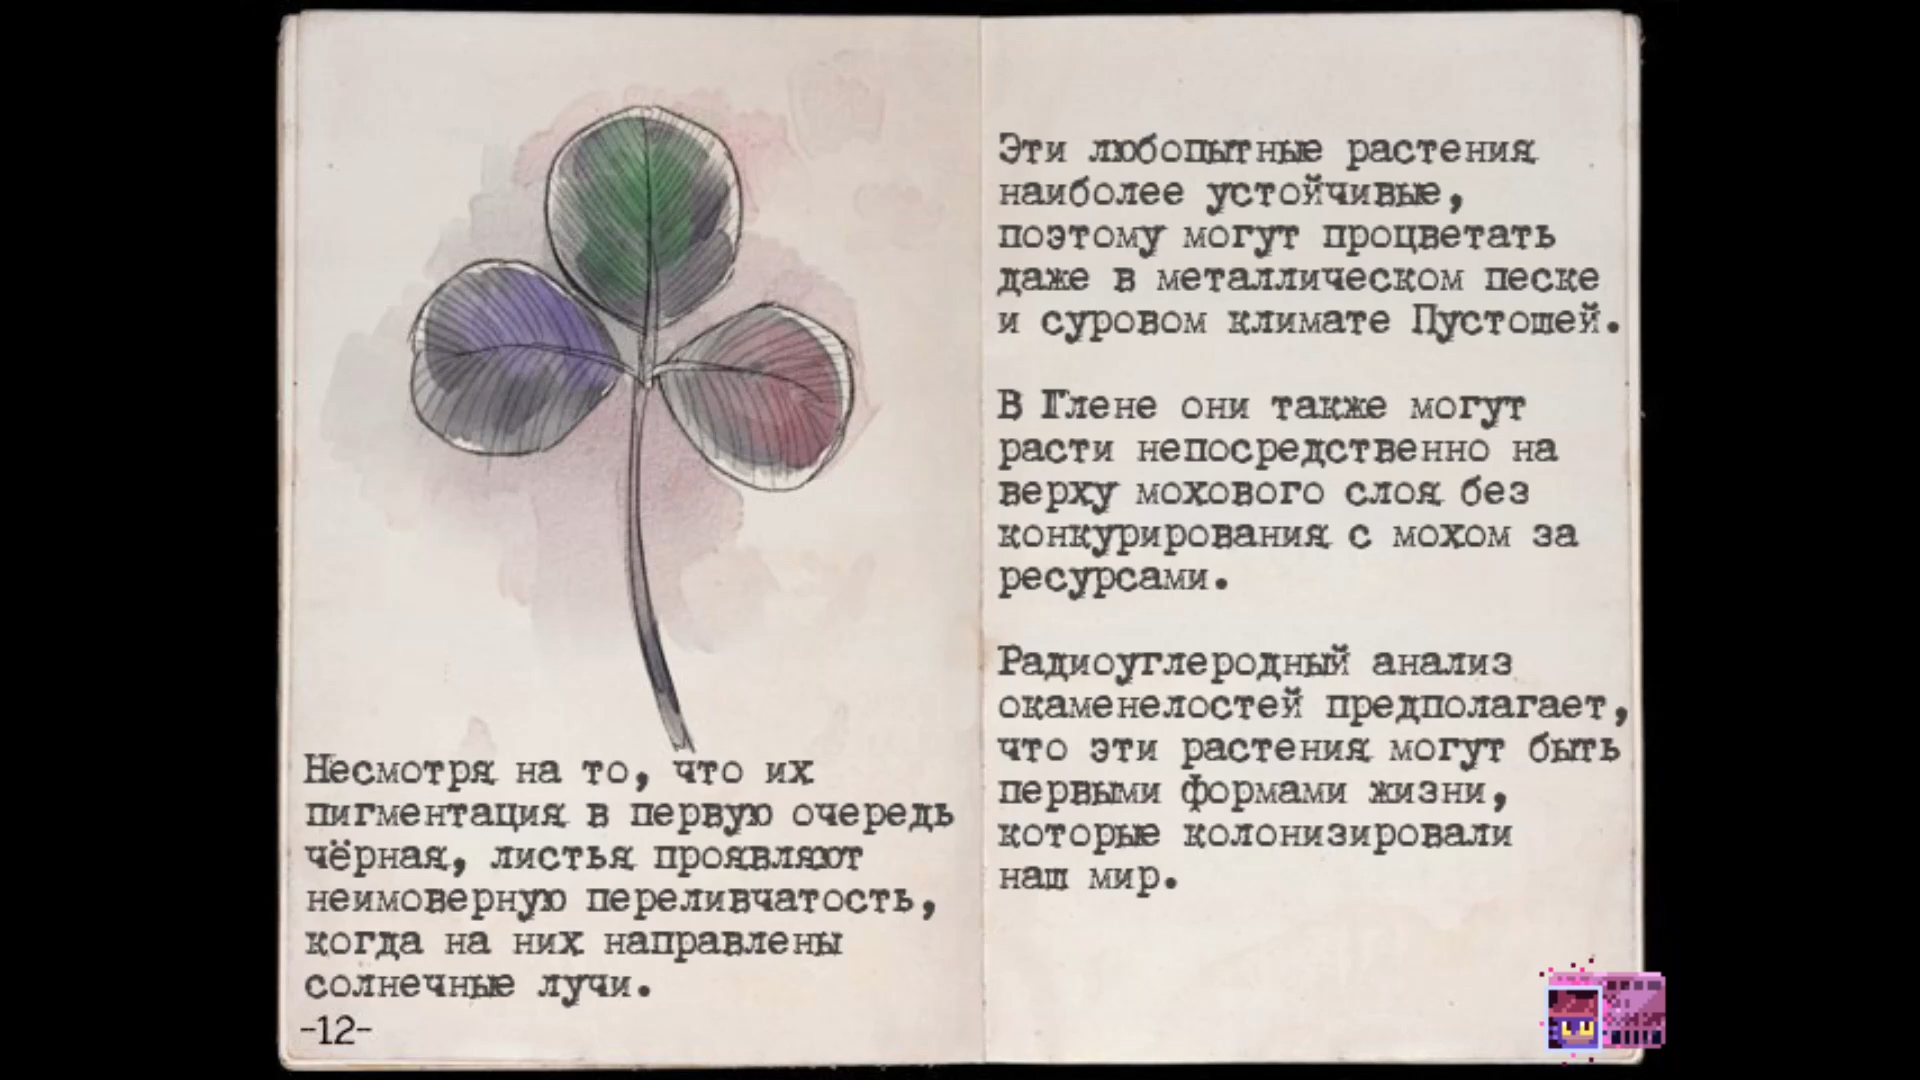 Несмотря на то, что их
пигментация в первую очередь
чёрная, листья проявляют
неимоверную переливчатость,
когда на них направлены
солнечные лучи.
-12-
Эти любопытные растения
наиболее устойчивые,
поэтому могут процветать
даже в металлическом песке
и суровом климате Пустошей.
В Глене они также могут
расти непосредственно на
верху мохового слоя без
конкурирования с мохом за
ресурсами.
Радиоуглеродный анализ
окаменелостей предполагает,
что эти растения могут быть
первыми формами жизни,
которые колонизировали
наш мир.